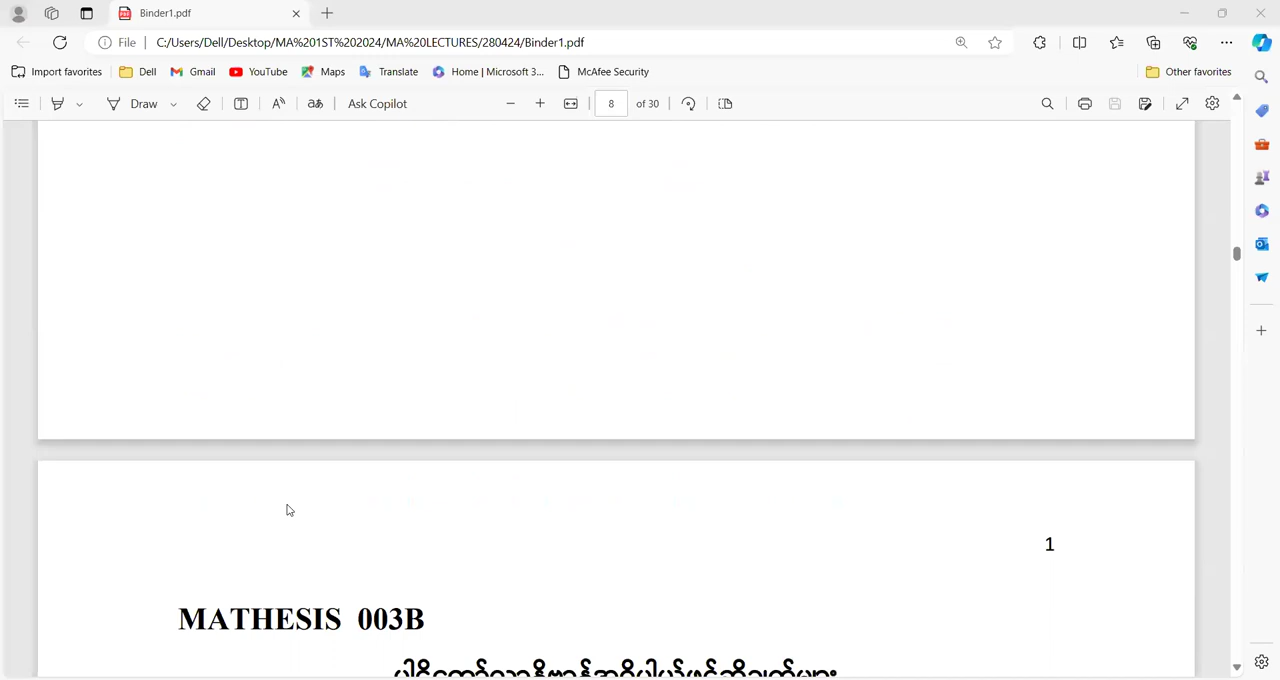 Binder1.pdf
File
C:/Users/Dell/Desktop/MA%201ST%202024/MA%20LECTURES/280424/Binder1.pdf
Import favorites Dell Gmail YouTube Maps Translate Home | Microsoft 3... McAfee Security Other favorites
Draw Ask Copilot 8 of 30
1
MATHESIS 003B